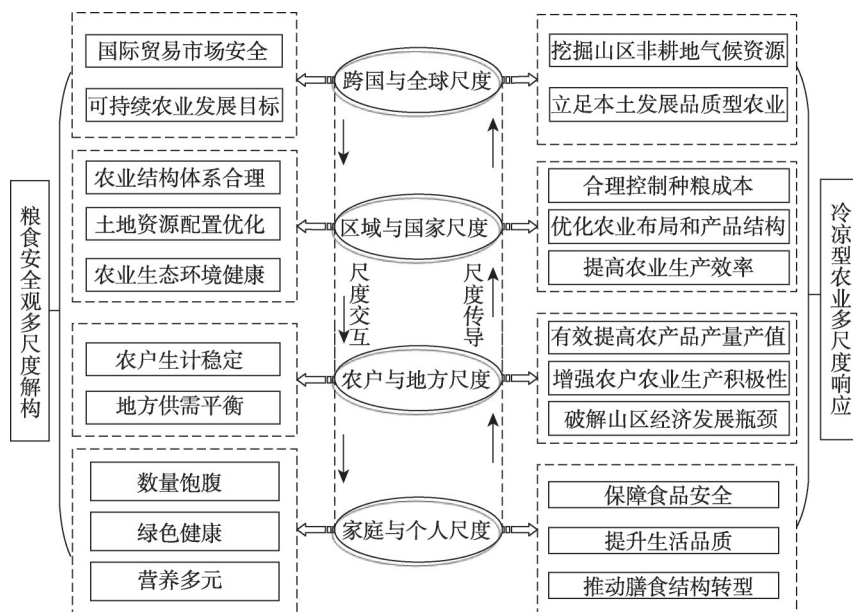 粮食安全观多尺度解构
国际贸易市场安全
可持续农业发展目标
农业结构体系合理
土地资源配置优化
农业生态环境健康
农户生计稳定
地方供需平衡
数量饱腹
绿色健康
营养多元
跨国与全球尺度
区域与国家尺度
尺度交互
尺度传导
农户与地方尺度
家庭与个人尺度
挖掘山区非耕地气候资源
立足本土发展品质型农业
合理控制种粮成本
优化农业布局和产品结构
提高农业生产效率
有效提高农产品产量产值
增强农户农业生产积极性
破解山区经济发展瓶颈
保障食品安全
提升生活品质
推动膳食结构转型
冷凉型农业多尺度响应